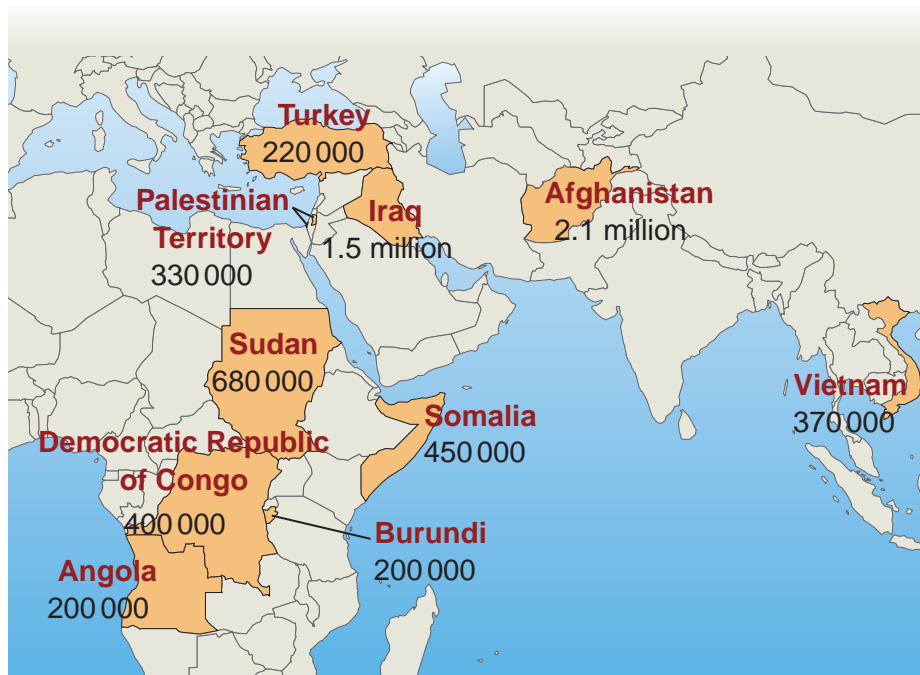 Turkey
220 000
Palestinian
Territory
330 000
Iraq
1.5 million
Afghanistan
2.1 million
Sudan
680 000
Somalia
450 000
Vietnam
370 000
Democratic Republic
of Congo
400 000
Burundi
200 000
Angola
200 000